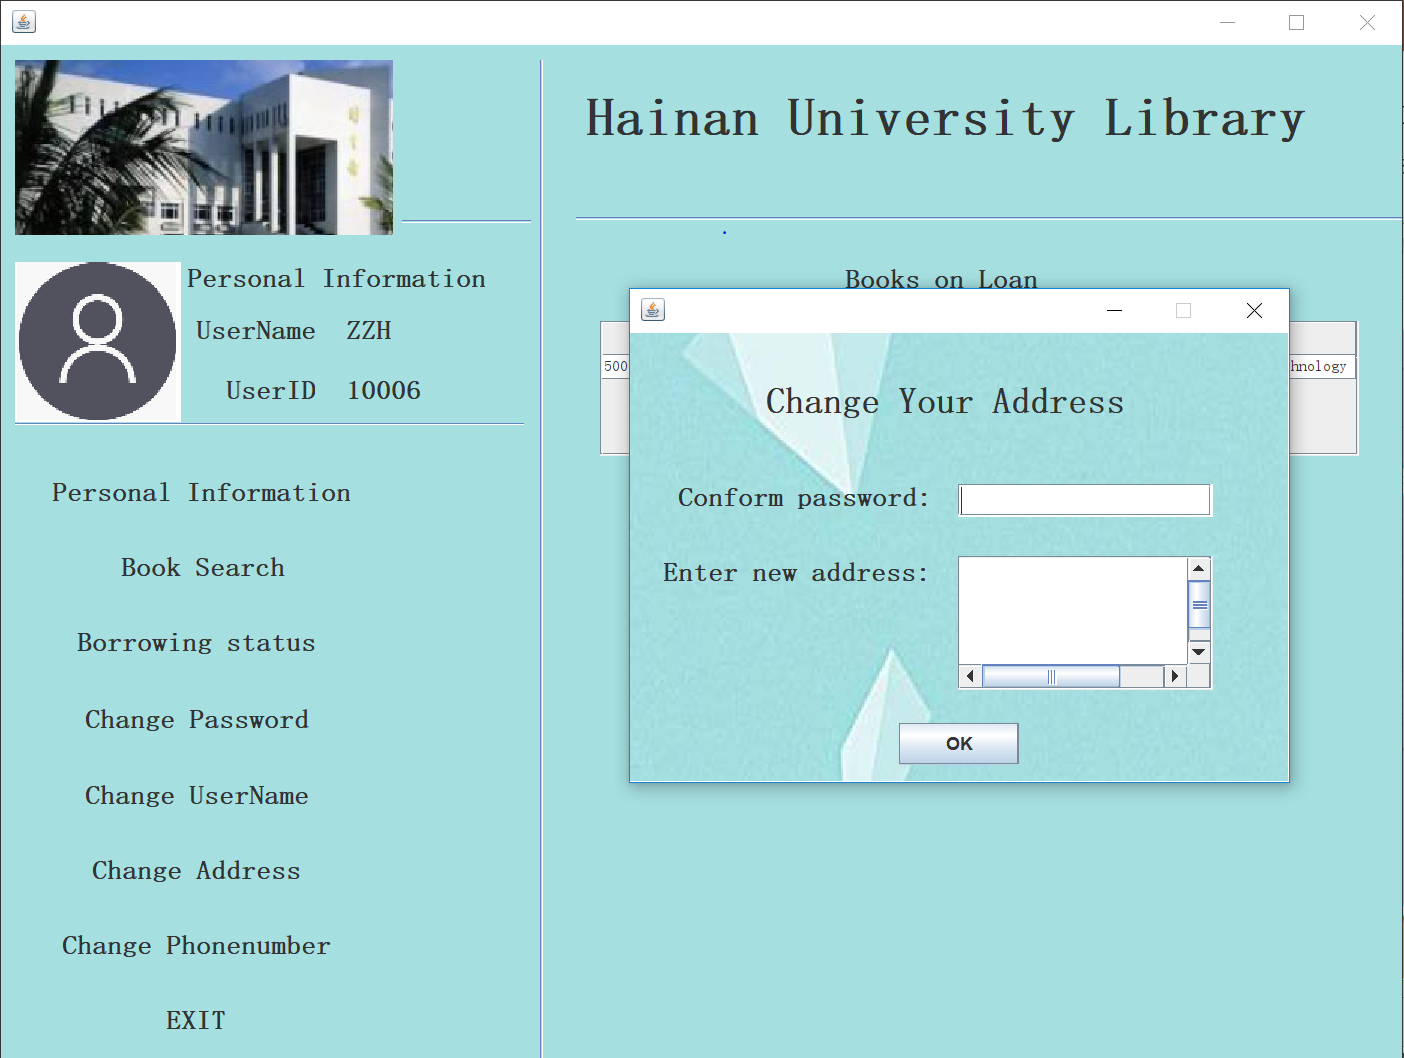 Hainan University Library
Personal Information
UserName ZZH
UserID 10006
Personal Information
Book Search
Borrowing status
Change Password
Change UserName
Change Address
Change Phonenumber
EXIT
Books on Loan
500
hnology
Change Your Address
Conform password:
Enter new address:
OK